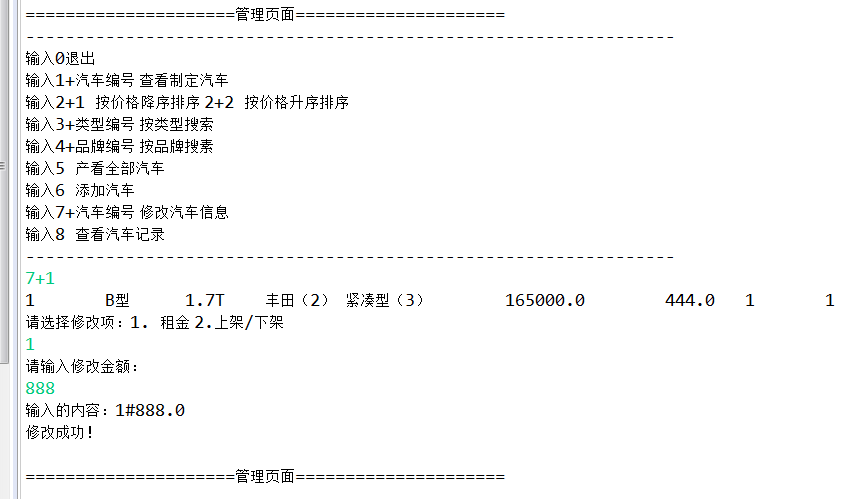 =====================管理页面=====================
-----------------------------------------------------------------
输入0退出
输入1+汽车编号 查看制定汽车
输入2+1 按价格降序排序 2+2 按价格升序排序
输入3+类型编号 按类型搜索
输入4+品牌编号 按品牌搜素
输入5 产看全部汽车
输入6 添加汽车
输入7+汽车编号 修改汽车信息
输入8 查看汽车记录
-----------------------------------------------------------------
7+1
1 B型 1.7T 丰田（2） 紧凑型（3） 165000.0 444.0 1 1
请选择修改项：1. 租金 2.上架/下架
1
请输入修改金额：
888
输入的内容：1#888.0
修改成功！
=====================管理页面=====================